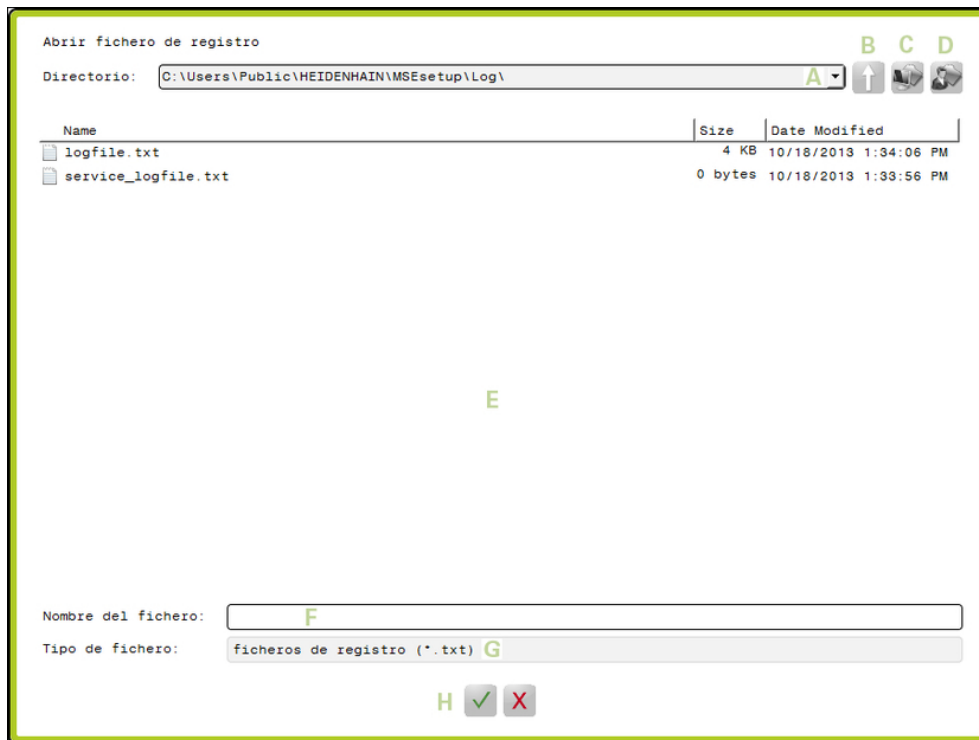 Abrir fichero de registro
B C D
Directorio: C:\Users\Public\HEIDENHAIN\MSEsetup\Log\ A
Name Size Date Modified
logfile.txt 4 KB 10/18/2013 1:34:06 PM
service_logfile.txt 0 bytes 10/18/2013 1:33:56 PM
E
Nombre del fichero: F
Tipo de fichero: ficheros de registro (*.txt) G
H